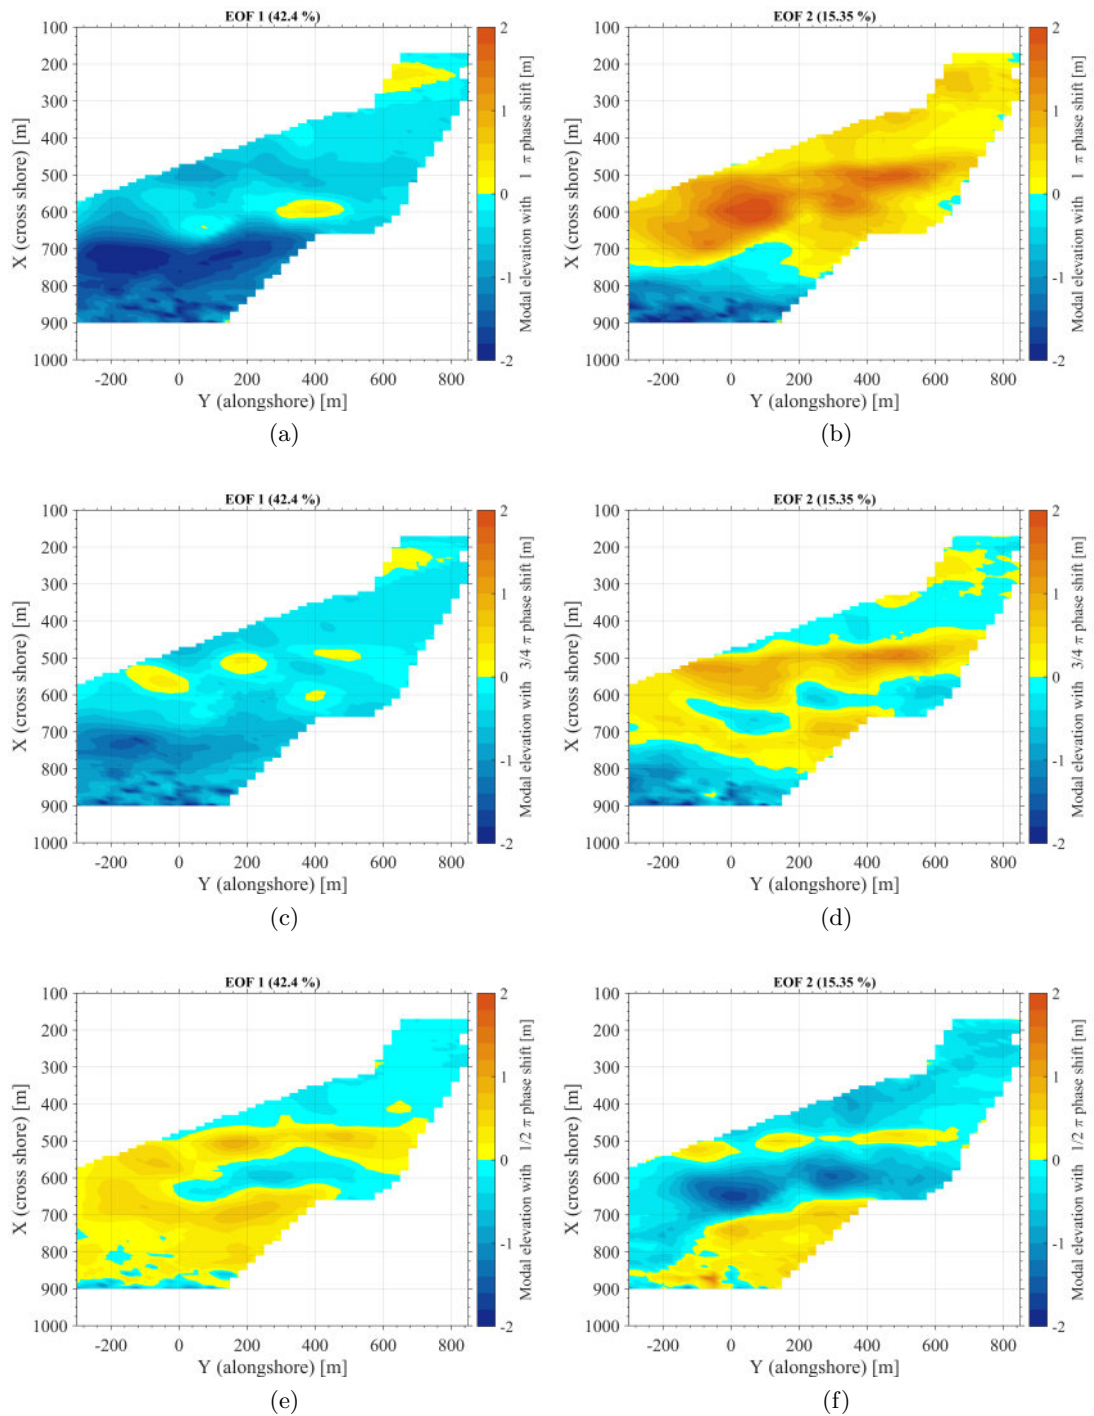 EOF 1 (42.4 %)
100
200
300
400
500
600
700
800
900
1000
X (cross shore) [m]
-200 0 200 400 600 800
Y (alongshore) [m]
2
1
0
-1
-2
Modal elevation with 1 π phase shift [m]
(a)
EOF 2 (15.35 %)
100
200
300
400
500
600
700
800
900
1000
X (cross shore) [m]
-200 0 200 400 600 800
Y (alongshore) [m]
2
1
0
-1
-2
Modal elevation with 1 π phase shift [m]
(b)
EOF 1 (42.4 %)
100
200
300
400
500
600
700
800
900
1000
X (cross shore) [m]
-200 0 200 400 600 800
Y (alongshore) [m]
2
1
0
-1
-2
Modal elevation with 3/4 π phase shift [m]
(c)
EOF 2 (15.35 %)
100
200
300
400
500
600
700
800
900
1000
X (cross shore) [m]
-200 0 200 400 600 800
Y (alongshore) [m]
2
1
0
-1
-2
Modal elevation with 3/4 π phase shift [m]
(d)
EOF 1 (42.4 %)
100
200
300
400
500
600
700
800
900
1000
X (cross shore) [m]
-200 0 200 400 600 800
Y (alongshore) [m]
2
1
0
-1
-2
Modal elevation with 1/2 π phase shift [m]
(e)
EOF 2 (15.35 %)
100
200
300
400
500
600
700
800
900
1000
X (cross shore) [m]
-200 0 200 400 600 800
Y (alongshore) [m]
2
1
0
-1
-2
Modal elevation with 1/2 π phase shift [m]
(f)